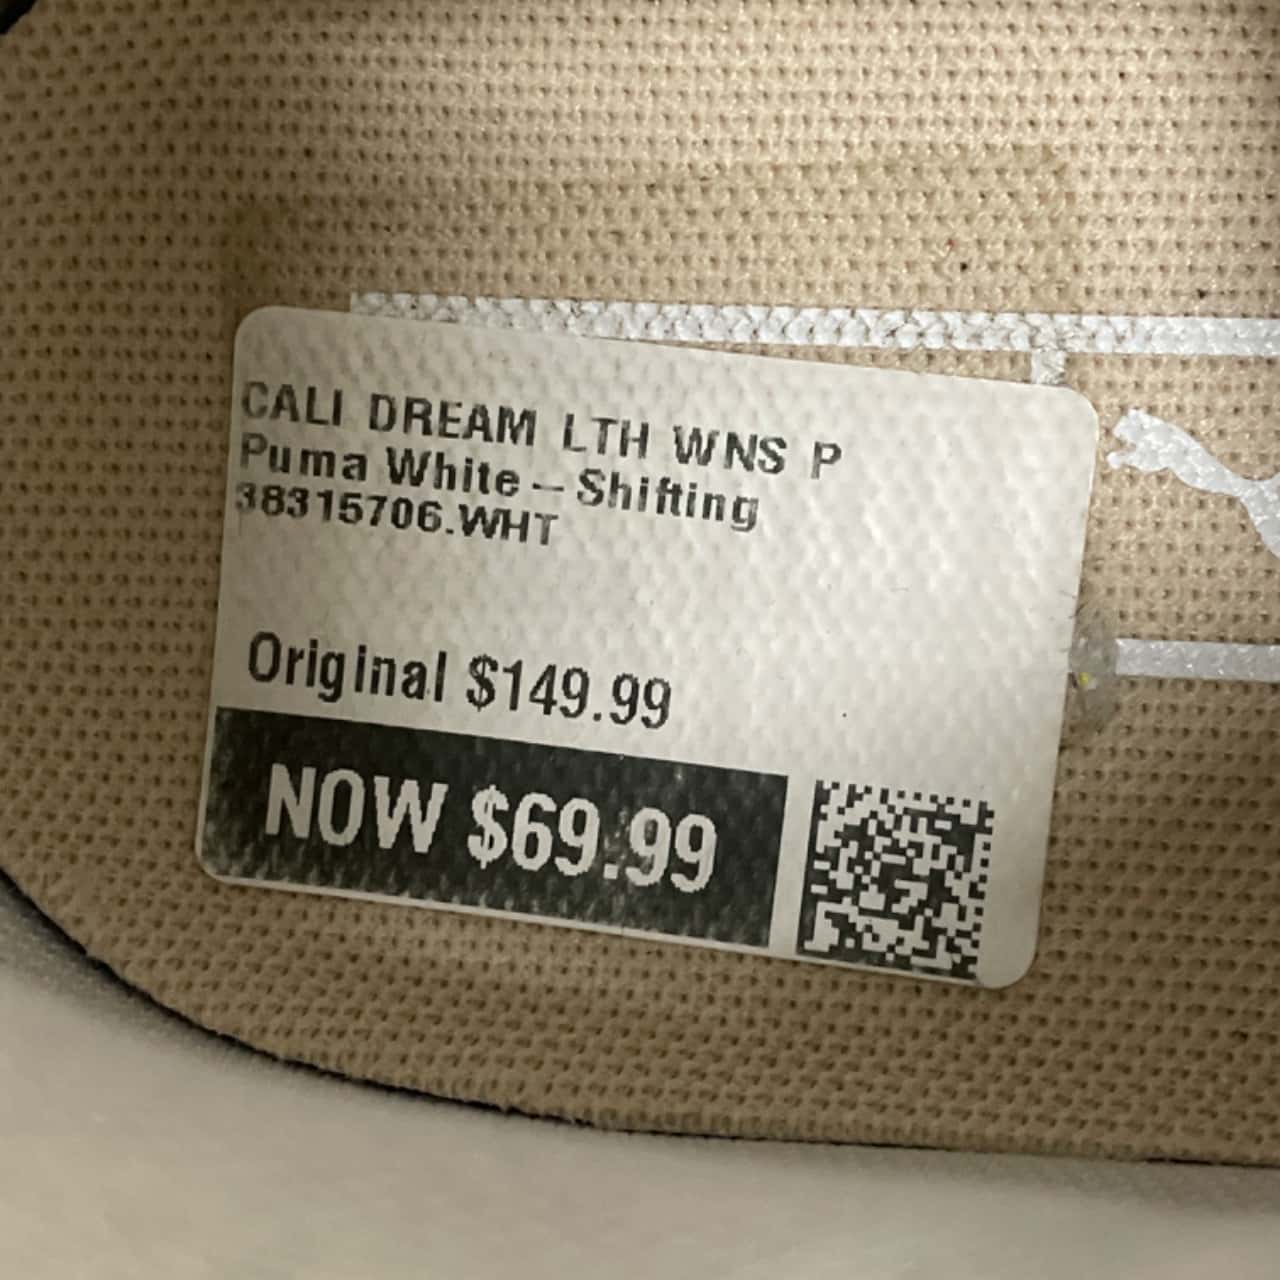 CALI DREAM LTH WNS P
Puma White – Shifting
38315706.WHT
Original $149.99
NOW $69.99